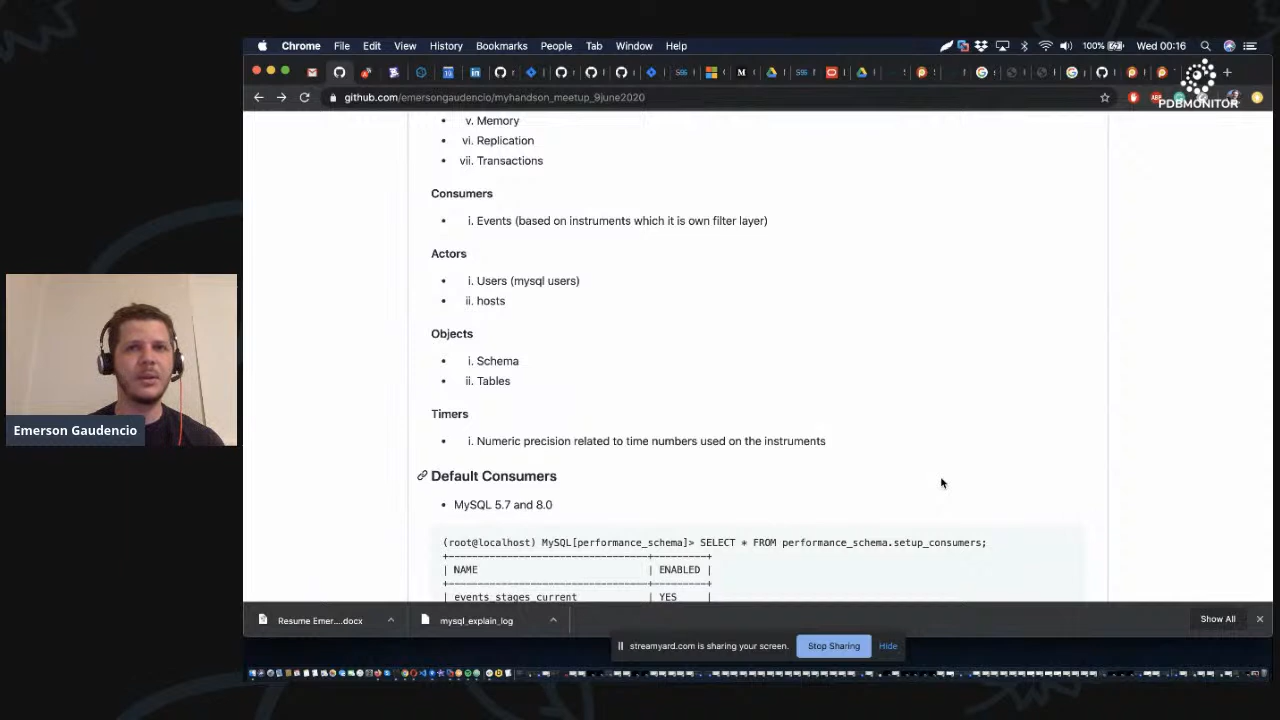 Chrome File Edit View History Bookmarks People Tab Window Help
100% Wed 00:16
github.com/emersongaudencio/myhandson_meetup_9june2020
PDBMONITOR
v. Memory
vi. Replication
vii. Transactions
Consumers
i. Events (based on instruments which it is own filter layer)
Actors
i. Users (mysql users)
ii. hosts
Objects
i. Schema
ii. Tables
Timers
i. Numeric precision related to time numbers used on the instruments
Default Consumers
MySQL 5.7 and 8.0
(root@localhost) MySQL[performance_schema]> SELECT * FROM performance_schema.setup_consumers;
+----------------------------------+---------+
| NAME | ENABLED |
+----------------------------------+---------+
| events_stages_current | YES |
Emerson Gaudencio
Resume Emer....docx
mysql_explain_log
Show All
streamyard.com is sharing your screen.
Stop Sharing
Hide